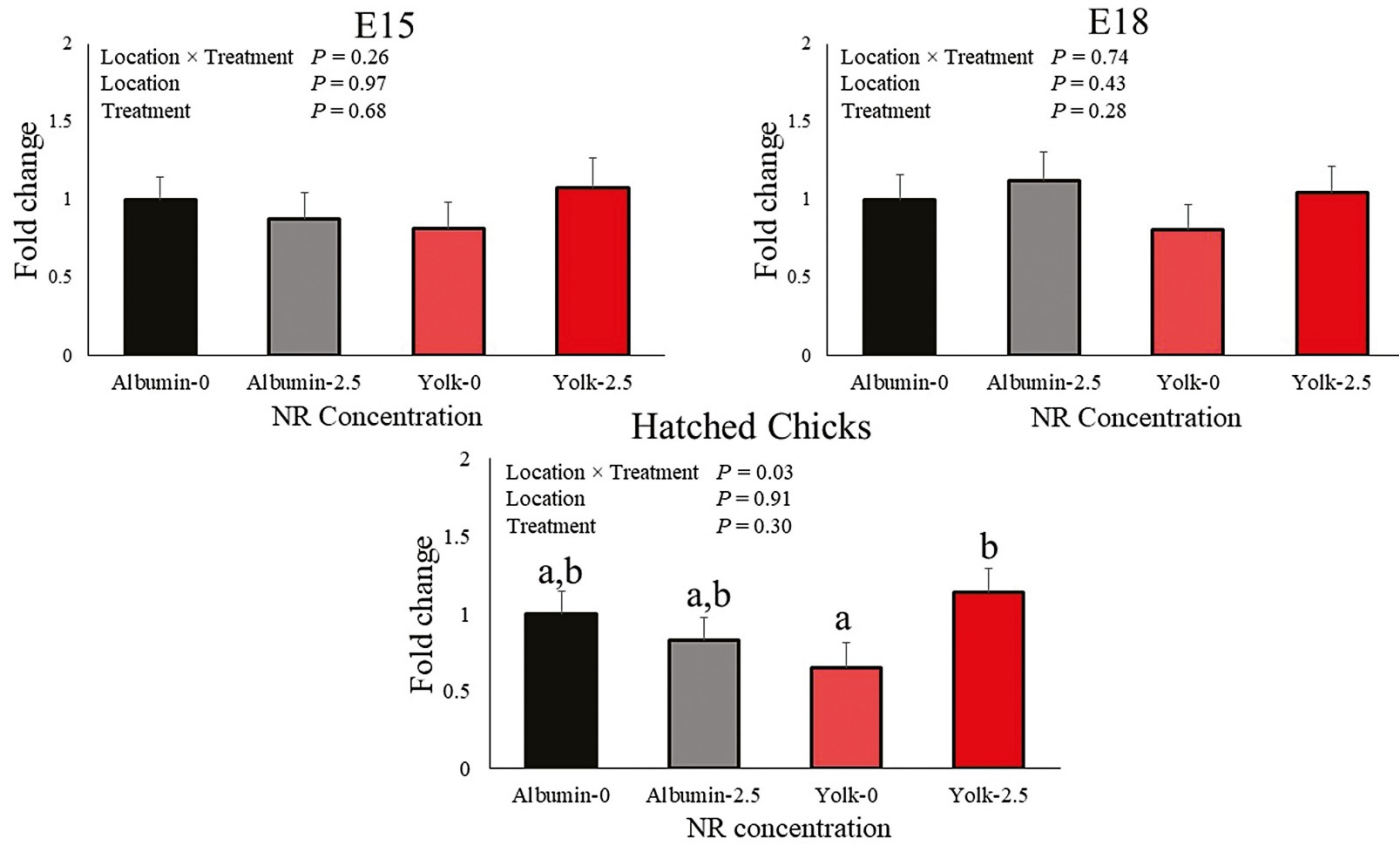 E15
2
Location × Treatment P = 0.26
Location P = 0.97
Treatment P = 0.68
1.5
1
0.5
0
Fold change
Albumin-0 Albumin-2.5 Yolk-0 Yolk-2.5
NR Concentration
E18
2
Location × Treatment P = 0.74
Location P = 0.43
Treatment P = 0.28
1.5
1
0.5
0
Fold change
Albumin-0 Albumin-2.5 Yolk-0 Yolk-2.5
NR Concentration
Hatched Chicks
2
Location × Treatment P = 0.03
Location P = 0.91
Treatment P = 0.30
1.5
1
0.5
0
Fold change
a,b
a,b
a
b
Albumin-0 Albumin-2.5 Yolk-0 Yolk-2.5
NR concentration